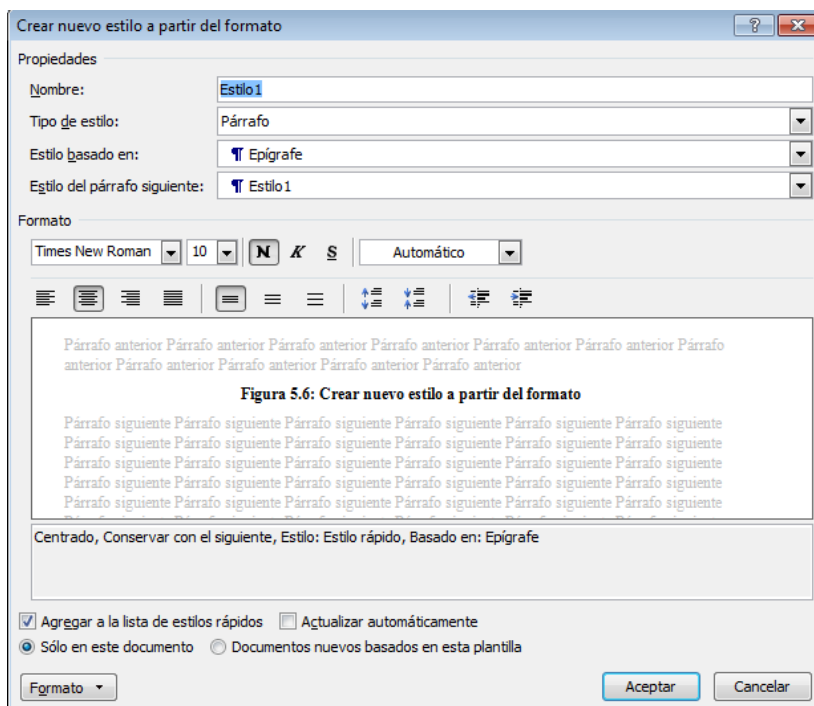 Crear nuevo estilo a partir del formato
Propiedades
Nombre: Estilo1
Tipo de estilo: Párrafo
Estilo basado en: ¶ Epígrafe
Estilo del párrafo siguiente: ¶ Estilo1
Formato
Times New Roman 10 N K S Automático
Párrafo anterior Párrafo anterior Párrafo anterior Párrafo anterior Párrafo anterior Párrafo anterior Párrafo
anterior Párrafo anterior Párrafo anterior Párrafo anterior Párrafo anterior
Figura 5.6: Crear nuevo estilo a partir del formato
Párrafo siguiente Párrafo siguiente Párrafo siguiente Párrafo siguiente Párrafo siguiente Párrafo siguiente
Párrafo siguiente Párrafo siguiente Párrafo siguiente Párrafo siguiente Párrafo siguiente Párrafo siguiente
Párrafo siguiente Párrafo siguiente Párrafo siguiente Párrafo siguiente Párrafo siguiente Párrafo siguiente
Párrafo siguiente Párrafo siguiente Párrafo siguiente Párrafo siguiente Párrafo siguiente Párrafo siguiente
Párrafo siguiente Párrafo siguiente Párrafo siguiente Párrafo siguiente Párrafo siguiente Párrafo siguiente
Centrado, Conservar con el siguiente, Estilo: Estilo rápido, Basado en: Epígrafe
Agregar a la lista de estilos rápidos Actualizar automáticamente
Sólo en este documento Documentos nuevos basados en esta plantilla
Formato Aceptar Cancelar